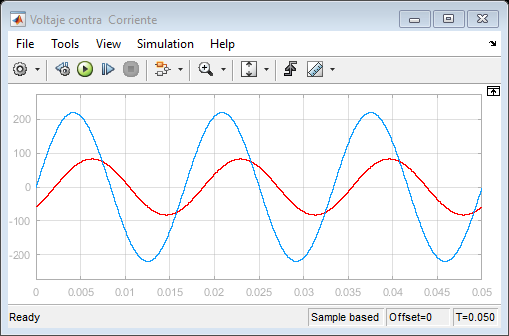 Voltaje contra  Corriente
File Tools View Simulation Help
200
100
0
-100
-200
0 0.005 0.01 0.015 0.02 0.025 0.03 0.035 0.04 0.045 0.05
Ready Sample based Offset=0 T=0.050